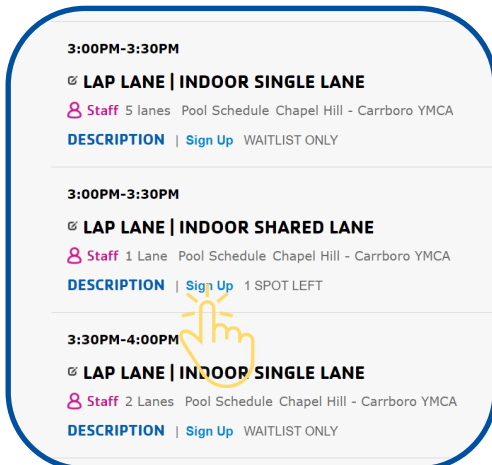 3:00PM-3:30PM
LAP LANE | INDOOR SINGLE LANE
Staff 5 lanes Pool Schedule Chapel Hill - Carrboro YMCA
DESCRIPTION | Sign Up WAITLIST ONLY
3:00PM-3:30PM
LAP LANE | INDOOR SHARED LANE
Staff 1 Lane Pool Schedule Chapel Hill - Carrboro YMCA
DESCRIPTION | Sign Up 1 SPOT LEFT
3:30PM-4:00PM
LAP LANE | INDOOR SINGLE LANE
Staff 2 Lanes Pool Schedule Chapel Hill - Carrboro YMCA
DESCRIPTION | Sign Up WAITLIST ONLY